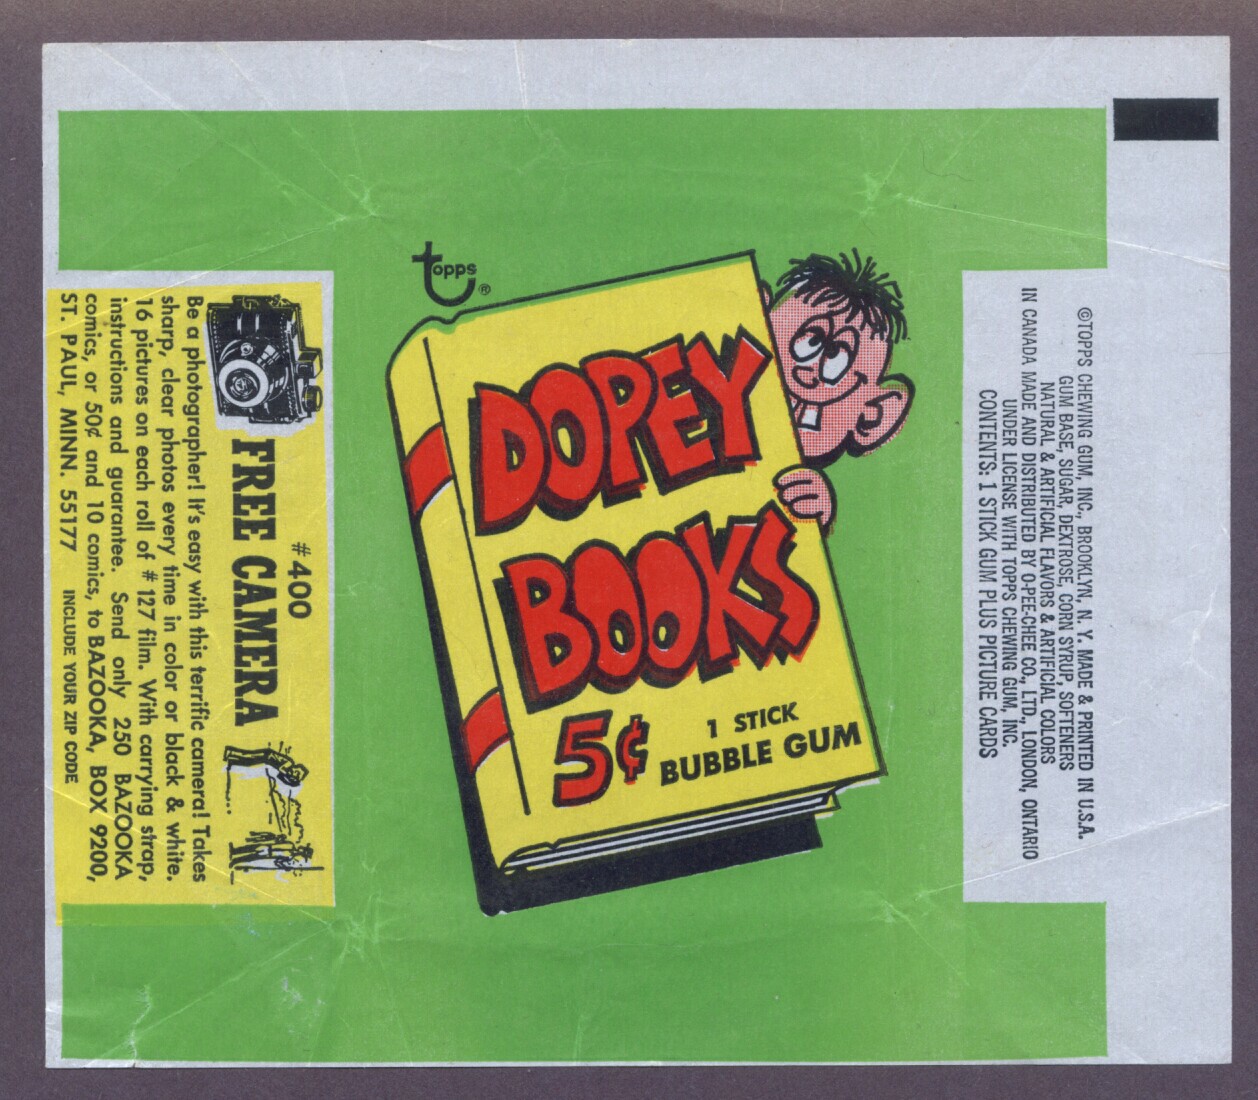 topps®
DOPEY
BOOKS
5¢
1 STICK
BUBBLE GUM
#400
FREE CAMERA
Be a photographer! It's easy with this terrific camera! Takes
sharp, clear photos every time in color or black & white.
16 pictures on each roll of #127 film. With carrying strap,
instructions and guarantee. Send only 250 BAZOOKA
comics, or 50¢ and 10 comics, to BAZOOKA, BOX 9200,
ST. PAUL, MINN. 55177 INCLUDE YOUR ZIP CODE
©TOPPS CHEWING GUM, INC., BROOKLYN, N. Y. MADE & PRINTED IN U.S.A.
GUM BASE, SUGAR, DEXTROSE, CORN SYRUP, SOFTENERS
NATURAL & ARTIFICIAL FLAVORS & ARTIFICIAL COLORS
IN CANADA MADE AND DISTRIBUTED BY O-PEE-CHEE CO., LTD., LONDON, ONTARIO
UNDER LICENSE WITH TOPPS CHEWING GUM, INC.
CONTENTS: 1 STICK GUM PLUS PICTURE CARDS